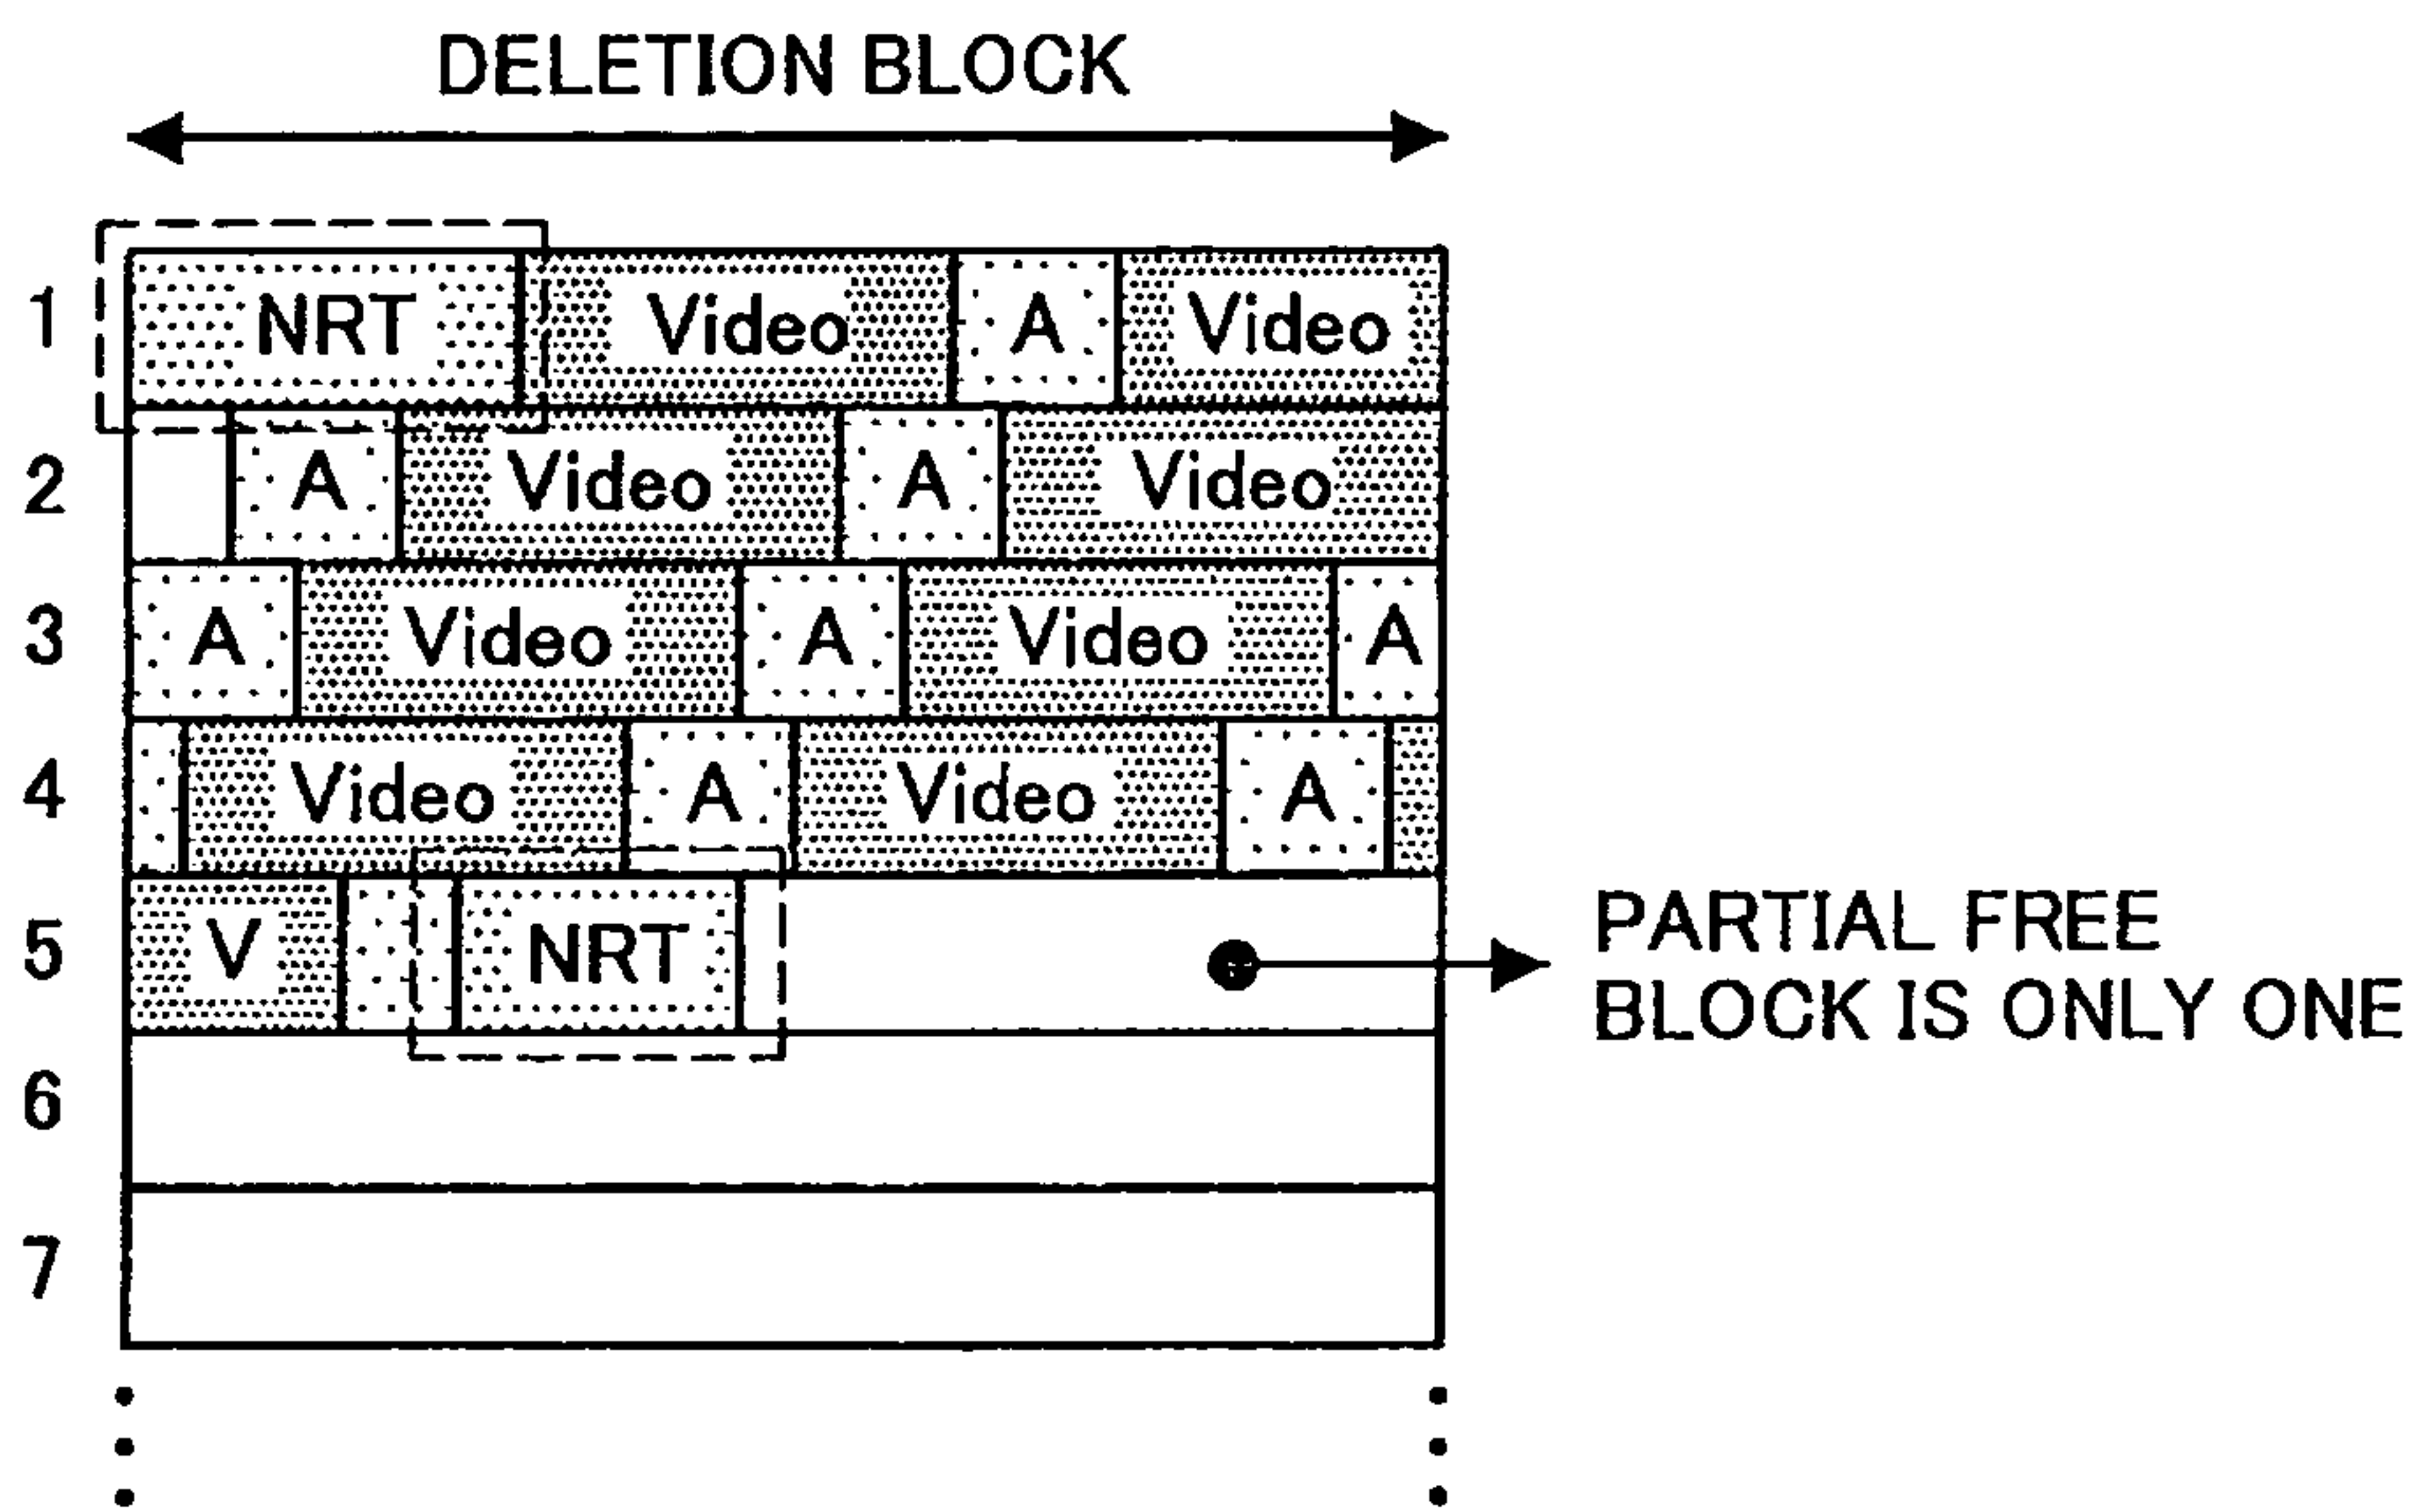 DELETION BLOCK
1 NRT Video A Video
2 A Video A Video
3 A Video A Video A
4 Video A Video A
5 V NRT
PARTIAL FREE
BLOCK IS ONLY ONE
6
7